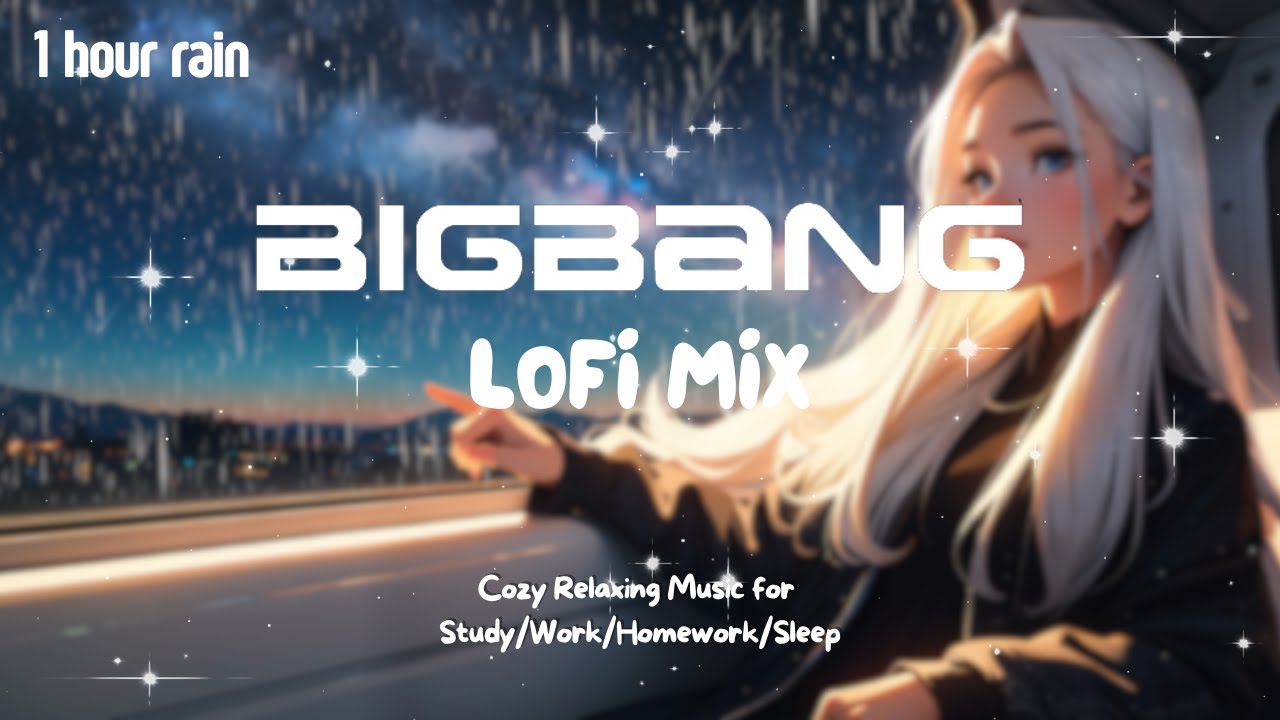 1 hour rain
BIGBANG
LoFi MiX
Cozy Relaxing Music for
Study/Work/Homework/Sleep